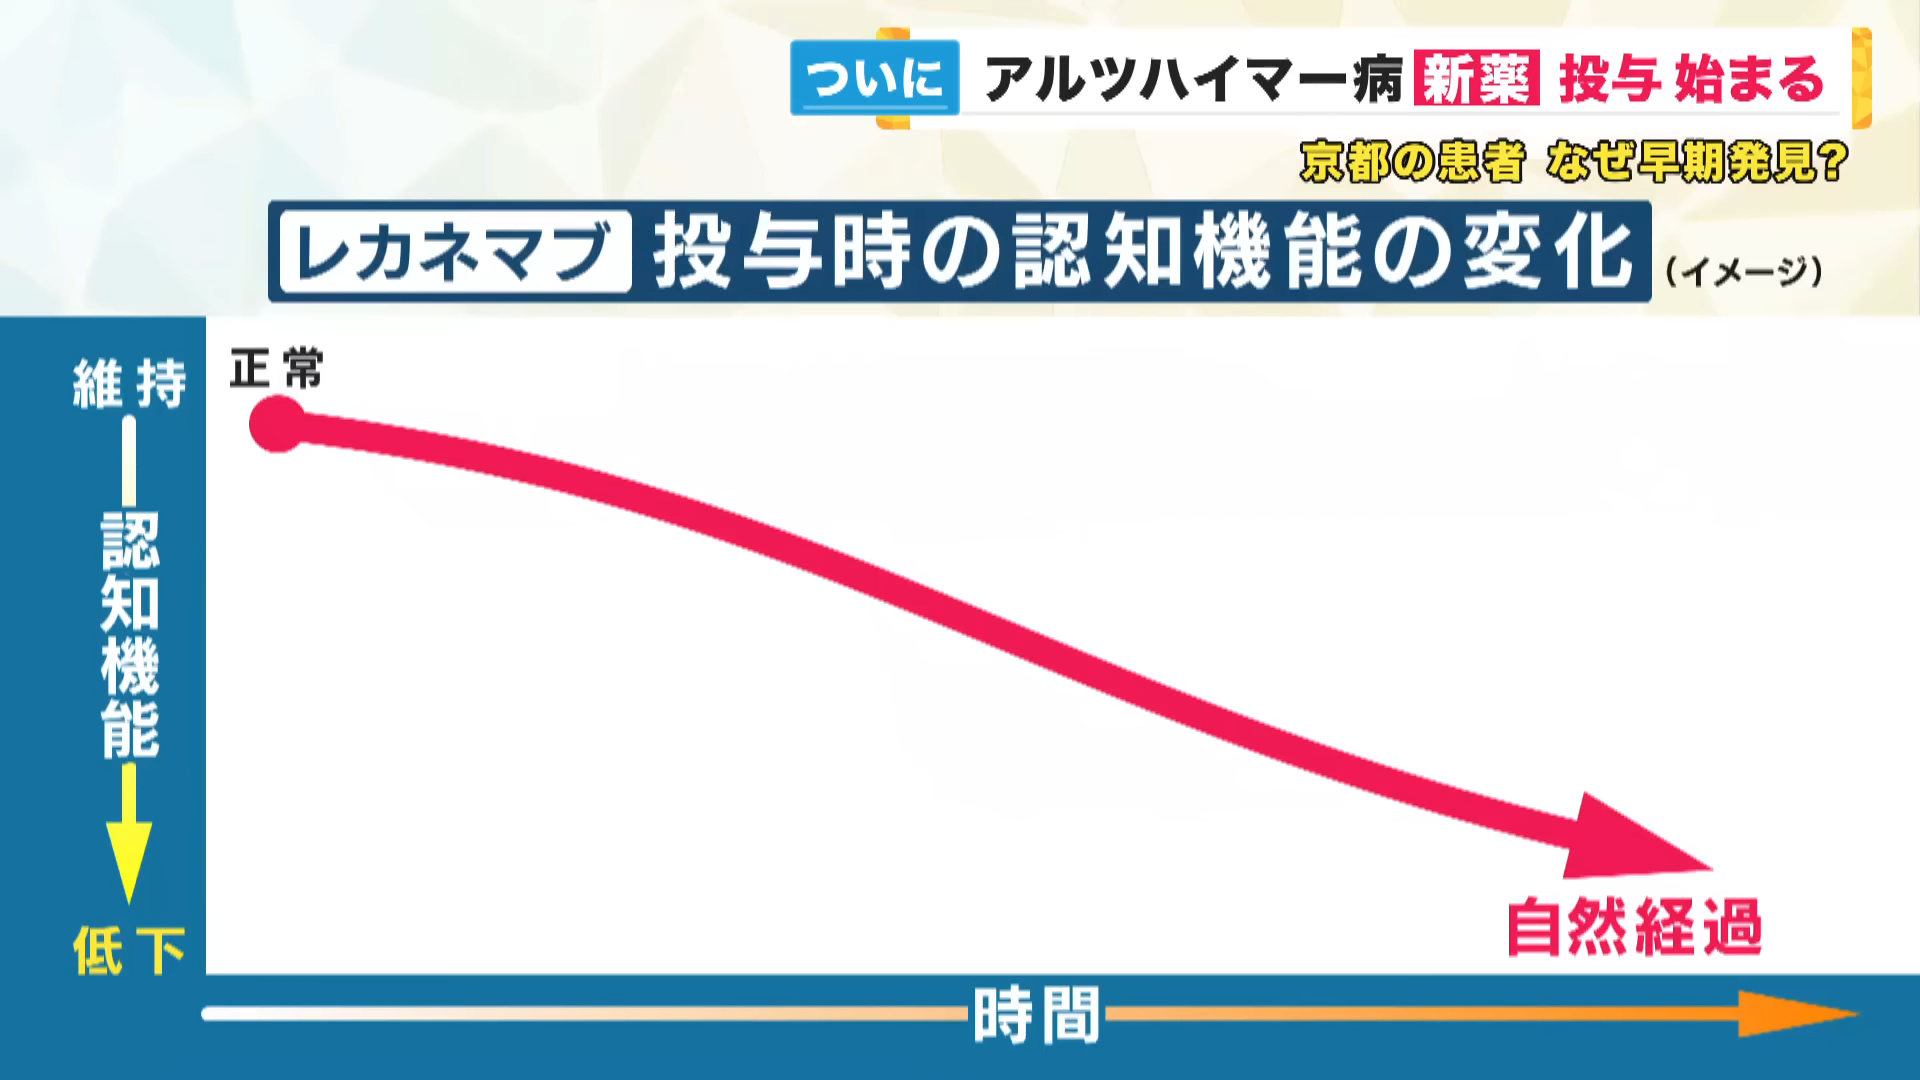 ついに アルツハイマー病 新薬 投与 始まる
京都の患者 なぜ早期発見?
レカネマブ 投与時の認知機能の変化 (イメージ)
維持
認知機能
低下
正常
自然経過
時間